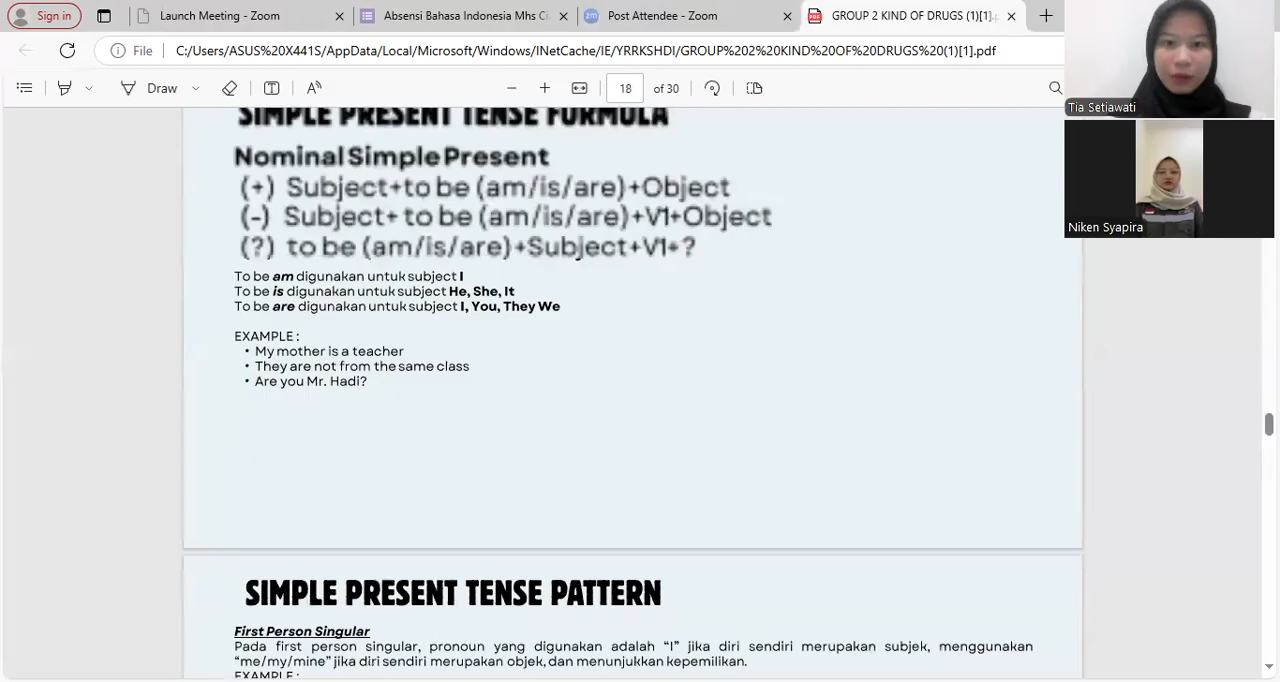 Sign in
Launch Meeting - Zoom
Absensi Bahasa Indonesia Mhs Ci
Post Attendee - Zoom
GROUP 2 KIND OF DRUGS (1)[1].p
File
C:/Users/ASUS%20X441S/AppData/Local/Microsoft/Windows/INetCache/IE/YRRKSHDI/GROUP%202%20KIND%20OF%20DRUGS%20(1)[1].pdf
Draw
18
of 30
Tia Setiawati
Niken Syapira
SIMPLE PRESENT TENSE FORMULA
Nominal Simple Present
(+) Subject+to be (am/is/are)+Object
(-) Subject+ to be (am/is/are)+V1+Object
(?) to be (am/is/are)+Subject+V1+?
To be am digunakan untuk subject I
To be is digunakan untuk subject He, She, It
To be are digunakan untuk subject I, You, They We
EXAMPLE :
• My mother is a teacher
• They are not from the same class
• Are you Mr. Hadi?
SIMPLE PRESENT TENSE PATTERN
First Person Singular
Pada first person singular, pronoun yang digunakan adalah “I” jika diri sendiri merupakan subjek, menggunakan
“me/my/mine” jika diri sendiri merupakan objek, dan menunjukkan kepemilikan.
EXAMPLE: